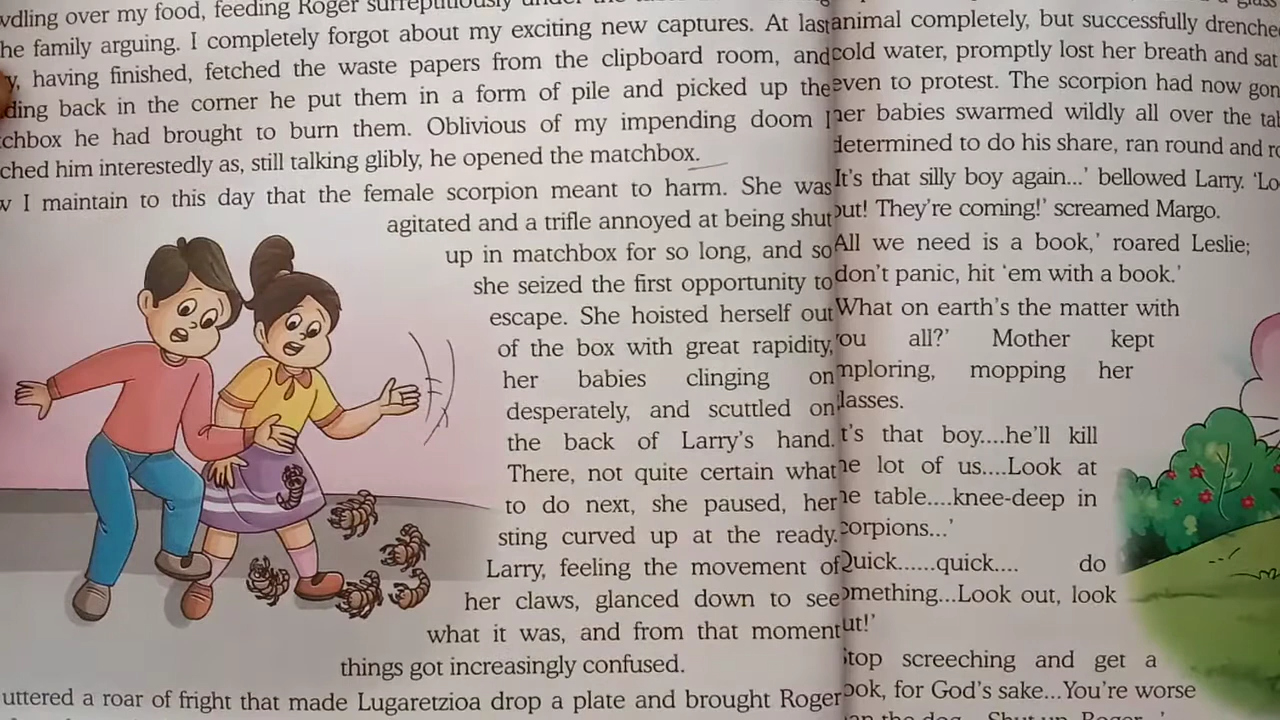 over my food, feeding Roger surreptitiously under the
he family arguing. I completely forgot about my exciting new captures. At last
y, having finished, fetched the waste papers from the clipboard room, and
ding back in the corner he put them in a form of pile and picked up the
chbox he had brought to burn them. Oblivious of my impending doom I
ched him interestedly as, still talking glibly, he opened the matchbox.
w I maintain to this day that the female scorpion meant to harm. She was
agitated and a trifle annoyed at being shut
up in matchbox for so long, and so
she seized the first opportunity to
escape. She hoisted herself out
of the box with great rapidity,
her babies clinging on
desperately, and scuttled on
the back of Larry's hand.
There, not quite certain what
to do next, she paused, her
sting curved up at the ready.
Larry, feeling the movement of
her claws, glanced down to see
what it was, and from that moment
things got increasingly confused.
uttered a roar of fright that made Lugaretzioa drop a plate and brought Roger
animal completely, but successfully drenche
cold water, promptly lost her breath and sat
even to protest. The scorpion had now gon
her babies swarmed wildly all over the tab
determined to do his share, ran round and ro
It's that silly boy again...' bellowed Larry. 'Lo
out! They're coming!' screamed Margo.
All we need is a book,' roared Leslie;
don't panic, hit 'em with a book.'
What on earth's the matter with
ou all?' Mother kept
mploring, mopping her
lasses.
t's that boy....he'll kill
he lot of us....Look at
he table....knee-deep in
corpions...'
Quick......quick.... do
omething...Look out, look
ut!'
Stop screeching and get a
ook, for God's sake...You're worse
an the dog... Shut up, Roger...'